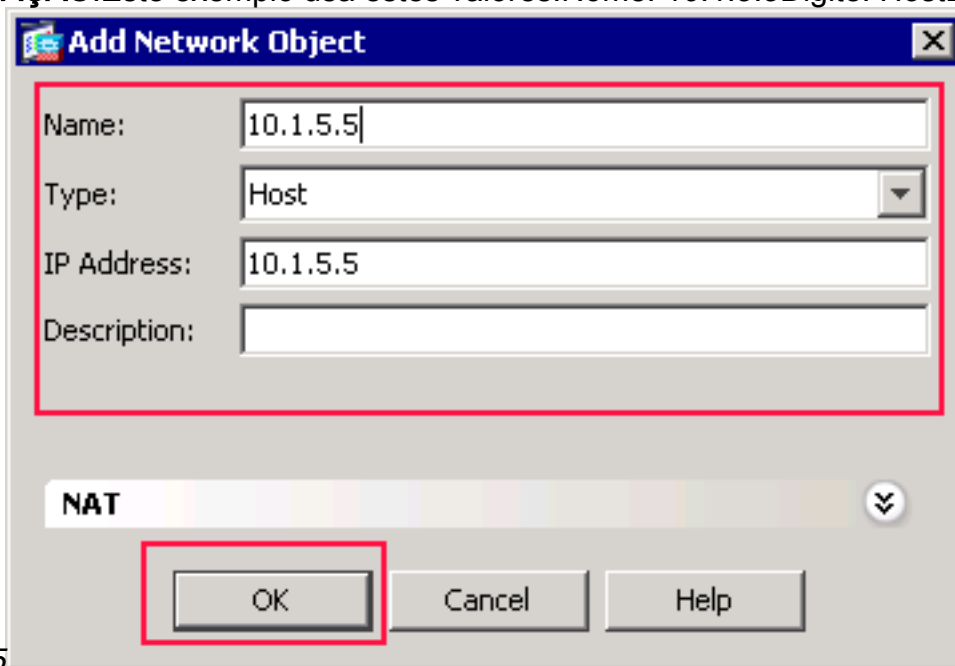 Add Network Object
Name: 10.1.5.5
Type: Host
IP Address: 10.1.5.5
Description:
NAT
OK Cancel Help
5